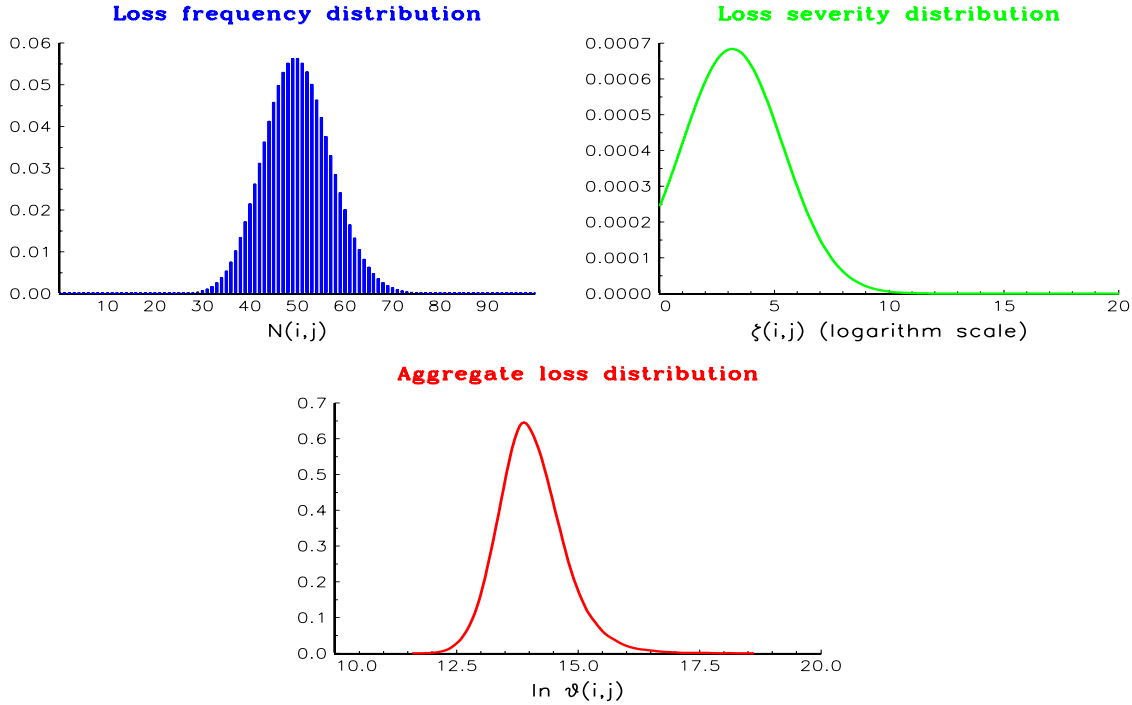 Loss frequency distribution
0.06
0.05
0.04
0.03
0.02
0.01
0.00
10 20 30 40 50 60 70 80 90
N(i,j)
Loss severity distribution
0.0007
0.0006
0.0005
0.0004
0.0003
0.0002
0.0001
0.0000
0 5 10 15 20
ζ(i,j) (logarithm scale)
Aggregate loss distribution
0.7
0.6
0.5
0.4
0.3
0.2
0.1
0.0
10.0 12.5 15.0 17.5 20.0
ln ϑ(i,j)